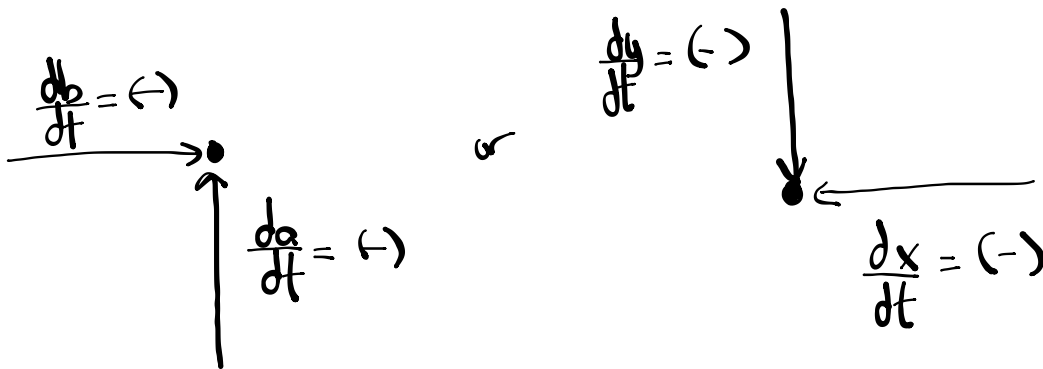 db/dt = (-)
or
dy/dt = (-)
da/dt = (-)
dx/dt = (-)